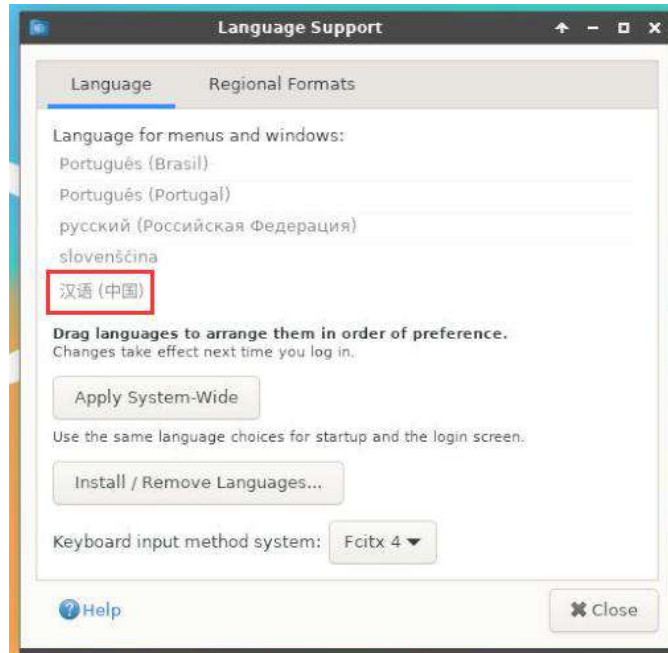 Language Support
Language Regional Formats
Language for menus and windows:
Português (Brasil)
Português (Portugal)
русский (Российская Федерация)
slovenščina
汉语 (中国)
Drag languages to arrange them in order of preference.
Changes take effect next time you log in.
Apply System-Wide
Use the same language choices for startup and the login screen.
Install / Remove Languages...
Keyboard input method system: Fcitx 4
Help Close